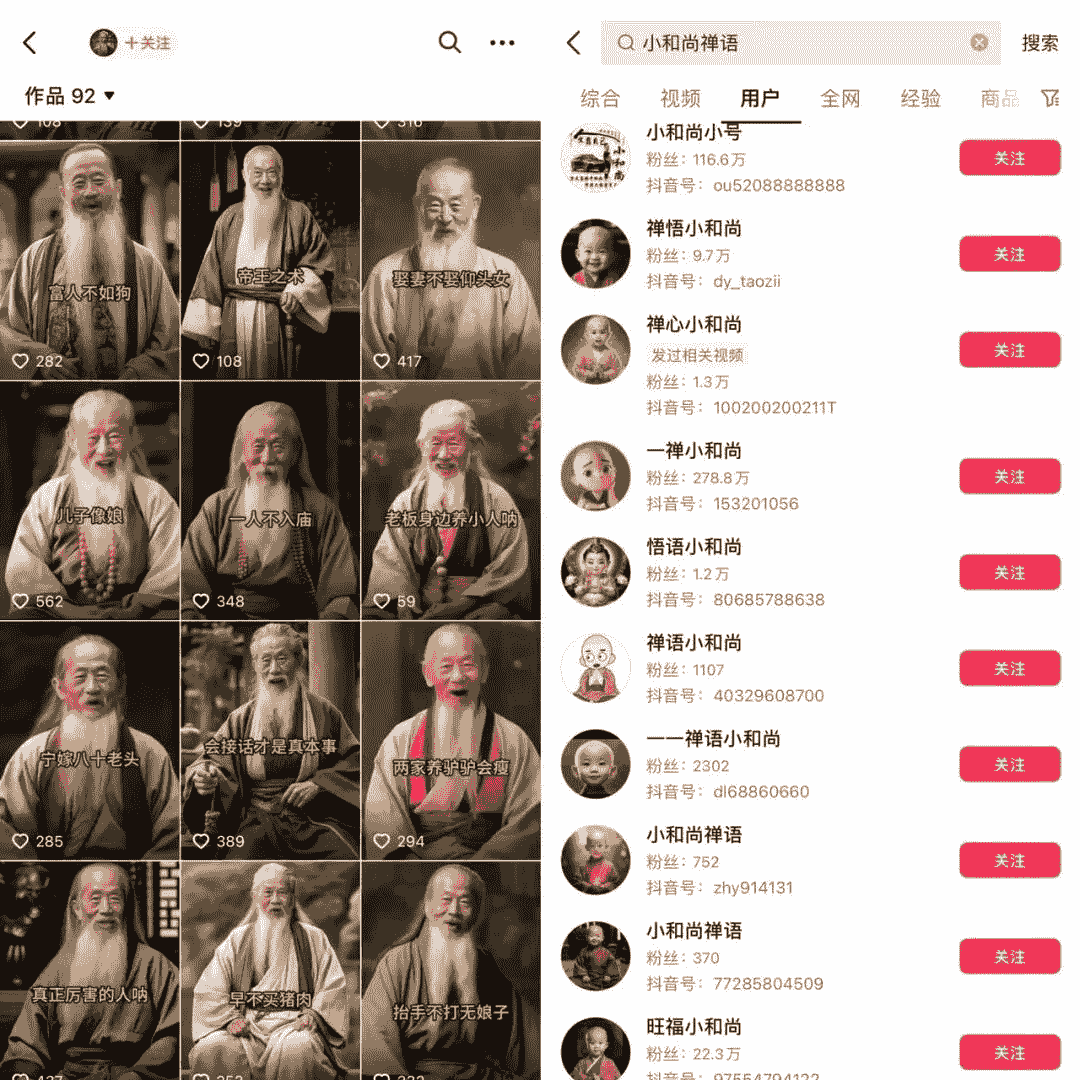 十关注
作品 92
108
139
316
富人不如狗
282
帝王之术
108
娶妻不娶仰头女
417
儿子像娘
562
一人不入庙
348
老板身边养小人呐
59
宁嫁八十老头
285
会接话才是真本事
389
两家养驴驴会瘦
294
真正厉害的人呐
早不买猪肉
抬手不打无娘子
小和尚禅语
搜索
综合 视频 用户 全网 经验 商品
小和尚小号
粉丝：116.6万
抖音号：ou52088888888
关注
禅悟小和尚
粉丝：9.7万
抖音号：dy_taozii
关注
禅心小和尚
发过相关视频
粉丝：1.3万
抖音号：100200200211T
关注
一禅小和尚
粉丝：278.8万
抖音号：153201056
关注
悟语小和尚
粉丝：1.2万
抖音号：80685788638
关注
禅语小和尚
粉丝：1107
抖音号：40329608700
关注
一一禅语小和尚
粉丝：2302
抖音号：dl68860660
关注
小和尚禅语
粉丝：752
抖音号：zhy914131
关注
小和尚禅语
粉丝：370
抖音号：77285804509
关注
旺福小和尚
粉丝：22.3万
关注